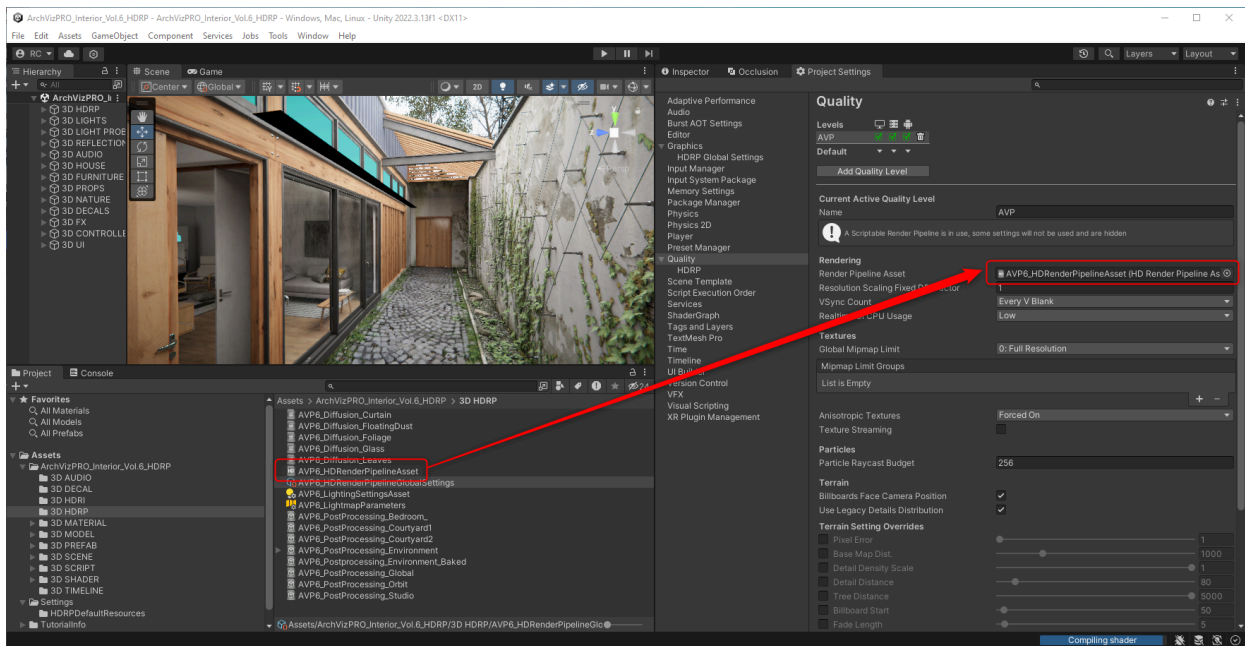 ArchVizPRO_Interior_Vol.6_HDRP - ArchVizPRO_Interior_Vol.6_HDRP - Windows, Mac, Linux - Unity 2022.3.13f1 <DX11>
File Edit Assets GameObject Component Services Jobs Tools Window Help
RC
Layers
Layout
Hierarchy
All
ArchVizPRO_I
3D HDRP
3D LIGHTS
3D LIGHT PROBE
3D REFLECTION
3D AUDIO
3D HOUSE
3D FURNITURE
3D PROPS
3D NATURE
3D DECALS
3D FX
3D CONTROLLE
3D UI
Scene
Game
Center
Global
2D
y
z
Persp
Project
Console
24
Favorites
All Materials
All Models
All Prefabs
Assets
ArchVizPRO_Interior_Vol.6_HDRP
3D AUDIO
3D DECAL
3D HDRI
3D HDRP
3D MATERIAL
3D MODEL
3D PREFAB
3D SCENE
3D SCRIPT
3D SHADER
3D TIMELINE
Settings
HDRPDefaultResources
TutorialInfo
Assets > ArchVizPRO_Interior_Vol.6_HDRP > 3D HDRP
AVP6_Diffusion_Curtain
AVP6_Diffusion_FloatingDust
AVP6_Diffusion_Foliage
AVP6_Diffusion_Glass
AVP6_Diffusion_Leaves
AVP6_HDRenderPipelineAsset
AVP6_HDRenderPipelineGlobalSettings
AVP6_LightingSettingsAsset
AVP6_LightmapParameters
AVP6_PostProcessing_Bedroom_
AVP6_PostProcessing_Courtyard1
AVP6_PostProcessing_Courtyard2
AVP6_PostProcessing_Environment
AVP6_Postprocessing_Environment_Baked
AVP6_PostProcessing_Global
AVP6_PostProcessing_Orbit
AVP6_PostProcessing_Studio
Assets/ArchVizPRO_Interior_Vol.6_HDRP/3D HDRP/AVP6_HDRenderPipelineGlo
Inspector
Occlusion
Project Settings
Adaptive Performance
Audio
Burst AOT Settings
Editor
Graphics
HDRP Global Settings
Input Manager
Input System Package
Memory Settings
Package Manager
Physics
Physics 2D
Player
Preset Manager
Quality
HDRP
Scene Template
Script Execution Order
Services
ShaderGraph
Tags and Layers
TextMesh Pro
Time
Timeline
UI Builder
Version Control
VFX
Visual Scripting
XR Plugin Management
Quality
Levels
AVP
Default
Add Quality Level
Current Active Quality Level
Name AVP
A Scriptable Render Pipeline is in use, some settings will not be used and are hidden
Rendering
Render Pipeline Asset AVP6_HDRenderPipelineAsset (HD Render Pipeline As
Resolution Scaling Fixed DPI Factor 1
VSync Count Every V Blank
Realtime GI CPU Usage Low
Textures
Global Mipmap Limit 0: Full Resolution
Mipmap Limit Groups
List is Empty
Anisotropic Textures Forced On
Texture Streaming
Particles
Particle Raycast Budget 256
Terrain
Billboards Face Camera Position
Use Legacy Details Distribution
Terrain Setting Overrides
Pixel Error 1
Base Map Dist. 1000
Detail Density Scale 1
Detail Distance 80
Tree Distance 5000
Billboard Start 50
Fade Length 5
Compiling shader